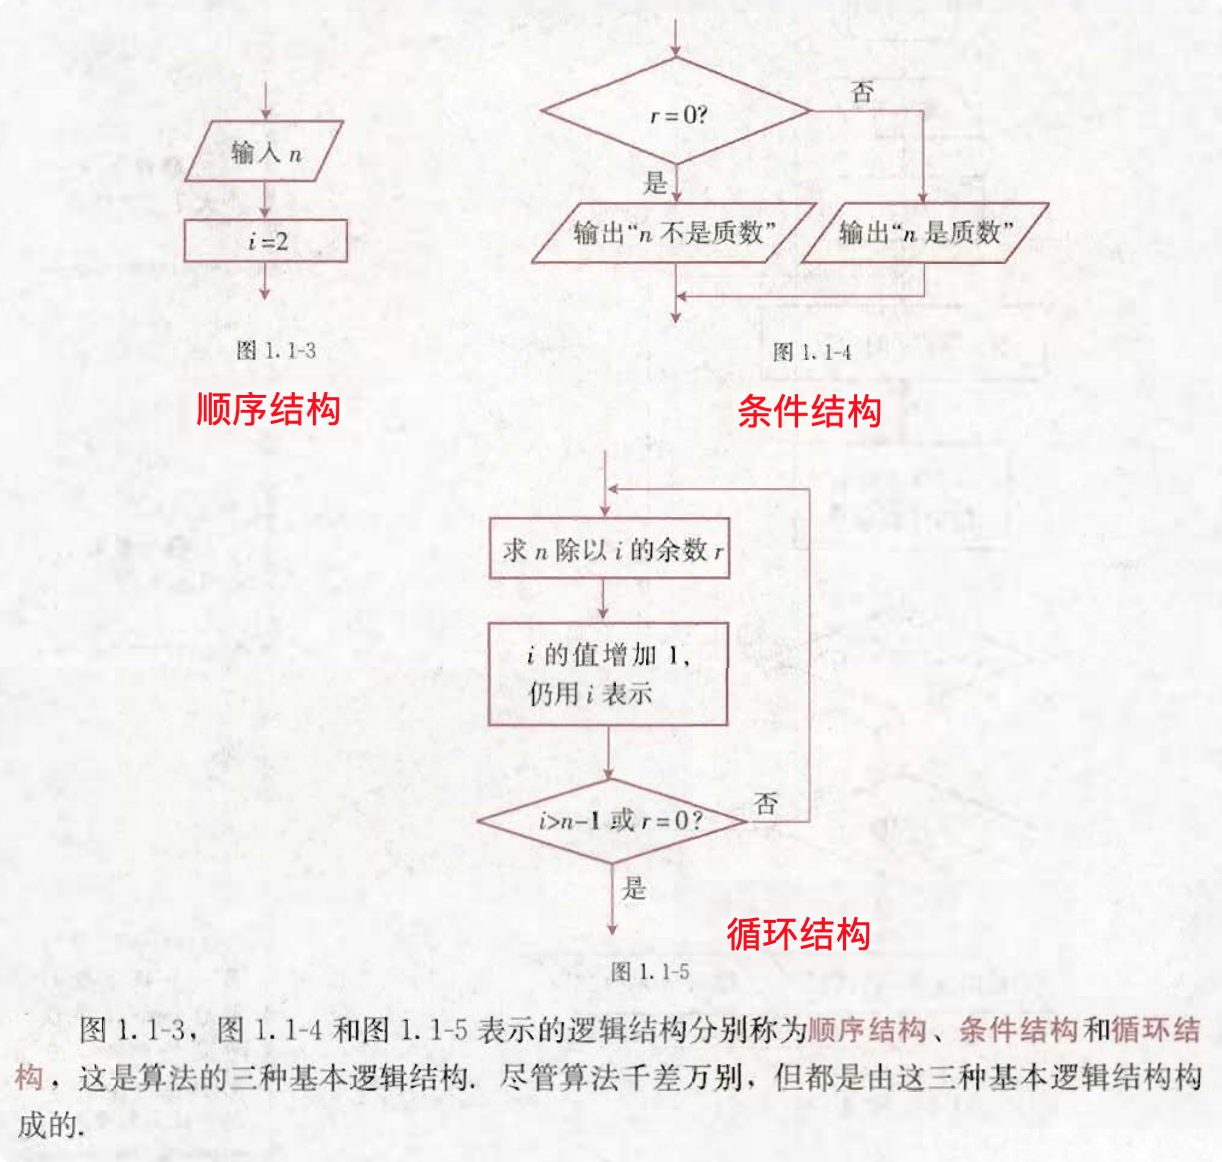 r=0?
否
输入 n
是
i=2
输出“n 不是质数”
输出“n 是质数”
图 1.1-3
图 1.1-4
顺序结构
条件结构
求 n 除以 i 的余数 r
i 的值增加 1,
仍用 i 表示
i>n-1 或 r=0?
否
是
循环结构
图 1.1-5
图 1.1-3, 图 1.1-4 和图 1.1-5 表示的逻辑结构分别称为顺序结构、条件结构和循环结
构, 这是算法的三种基本逻辑结构. 尽管算法千差万别, 但都是由这三种基本逻辑结构构
成的.